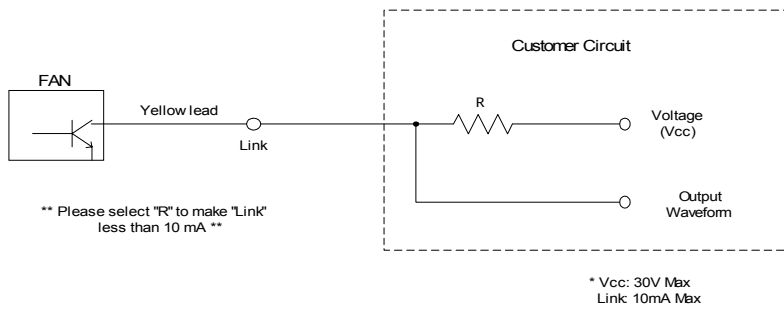 Customer Circuit
FAN
Yellow lead
Link
R
Voltage
(Vcc)
Output
Waveform
** Please select "R" to make "Link"
less than 10 mA **
* Vcc: 30V Max
Link: 10mA Max